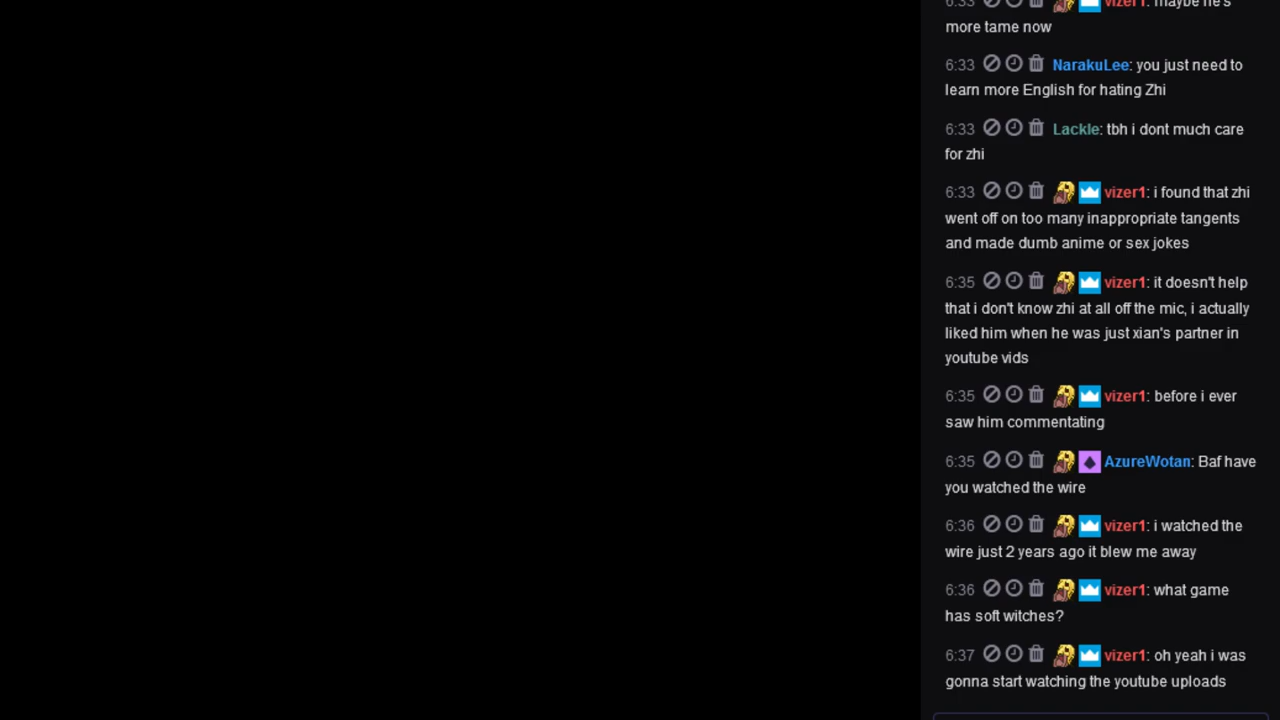 6:33 vizer1: maybe he's
more tame now
6:33 NarakuLee: you just need to
learn more English for hating Zhi
6:33 Lackle: tbh i dont much care
for zhi
6:33 vizer1: i found that zhi
went off on too many inappropriate tangents
and made dumb anime or sex jokes
6:35 vizer1: it doesn't help
that i don't know zhi at all off the mic, i actually
liked him when he was just xian's partner in
youtube vids
6:35 vizer1: before i ever
saw him commentating
6:35 AzureWotan: Baf have
you watched the wire
6:36 vizer1: i watched the
wire just 2 years ago it blew me away
6:36 vizer1: what game
has soft witches?
6:37 vizer1: oh yeah i was
gonna start watching the youtube uploads